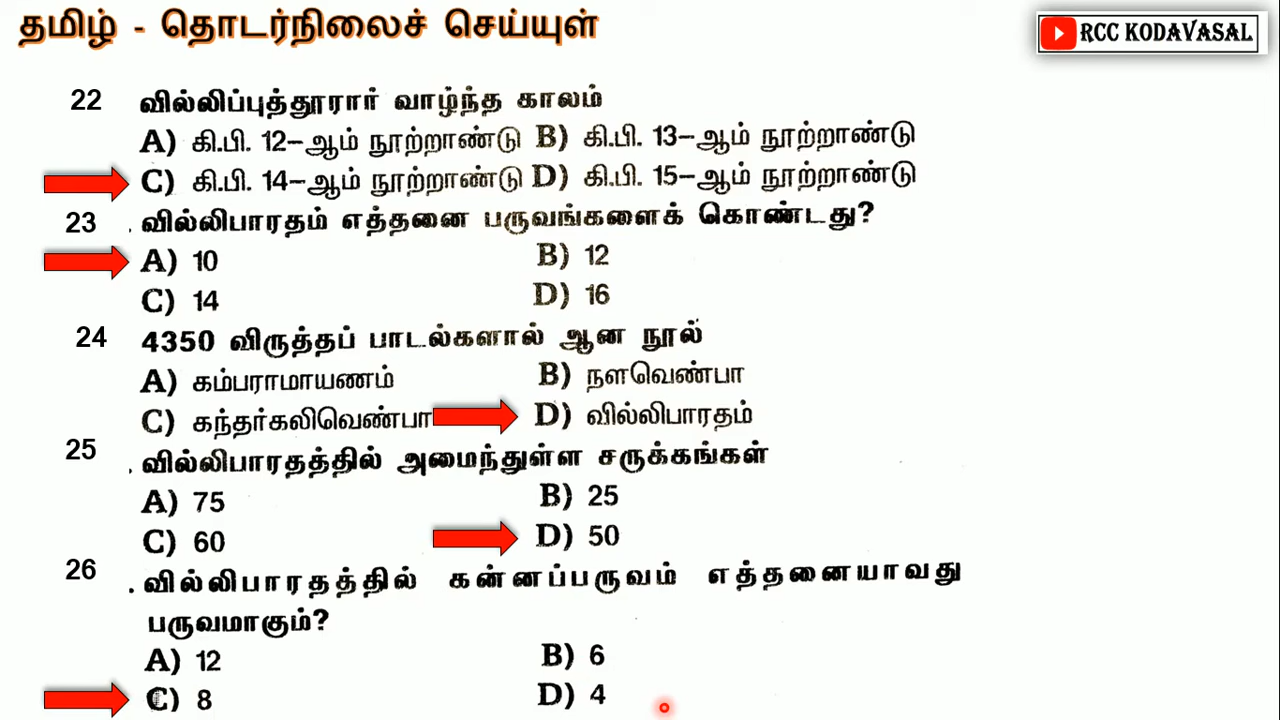 தமிழ் - தொடர்நிலைச் செய்யுள்
RCC KODAVASAL
22 வில்லிப்புத்தூரார் வாழ்ந்த காலம்
A) கி.பி. 12–ஆம் நூற்றாண்டு B) கி.பி. 13–ஆம் நூற்றாண்டு
C) கி.பி. 14–ஆம் நூற்றாண்டு D) கி.பி. 15–ஆம் நூற்றாண்டு
23 . வில்லிபாரதம் எத்தனை பருவங்களைக் கொண்டது?
A) 10 B) 12
C) 14 D) 16
24 4350 விருத்தப் பாடல்களால் ஆன நூல்
A) கம்பராமாயணம் B) நளவெண்பா
C) கந்தர்கலிவெண்பா D) வில்லிபாரதம்
25 . வில்லிபாரதத்தில் அமைந்துள்ள சருக்கங்கள்
A) 75 B) 25
C) 60 D) 50
26 . வில்லிபாரதத்தில் கன்னப்பருவம் எத்தனையாவது
பருவமாகும்?
A) 12 B) 6
C) 8 D) 4